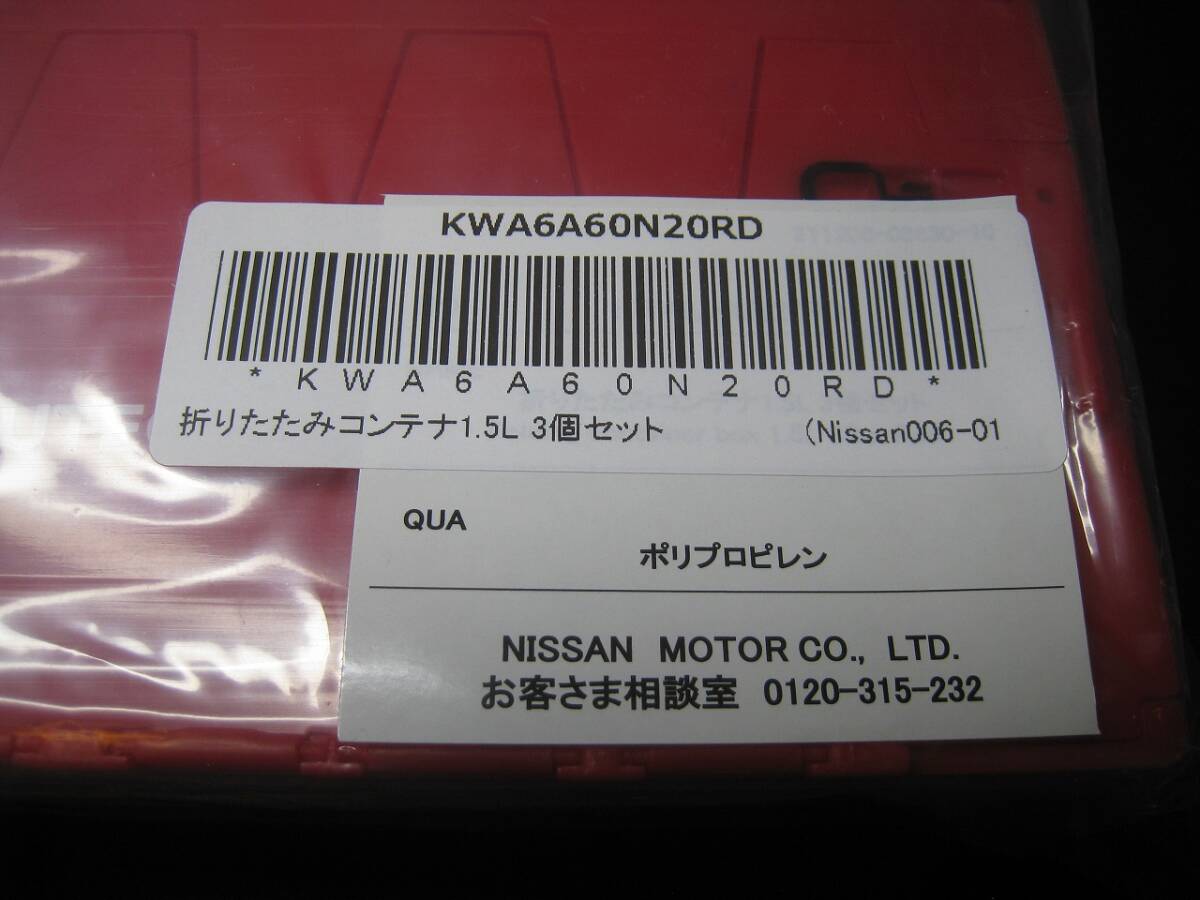 KWA6A60N20RD
*KWA6A60N20RD*
折りたたみコンテナ1.5L 3個セット (Nissan006-01
QUA
ポリプロピレン
NISSAN MOTOR CO., LTD.
お客さま相談室 0120-315-232